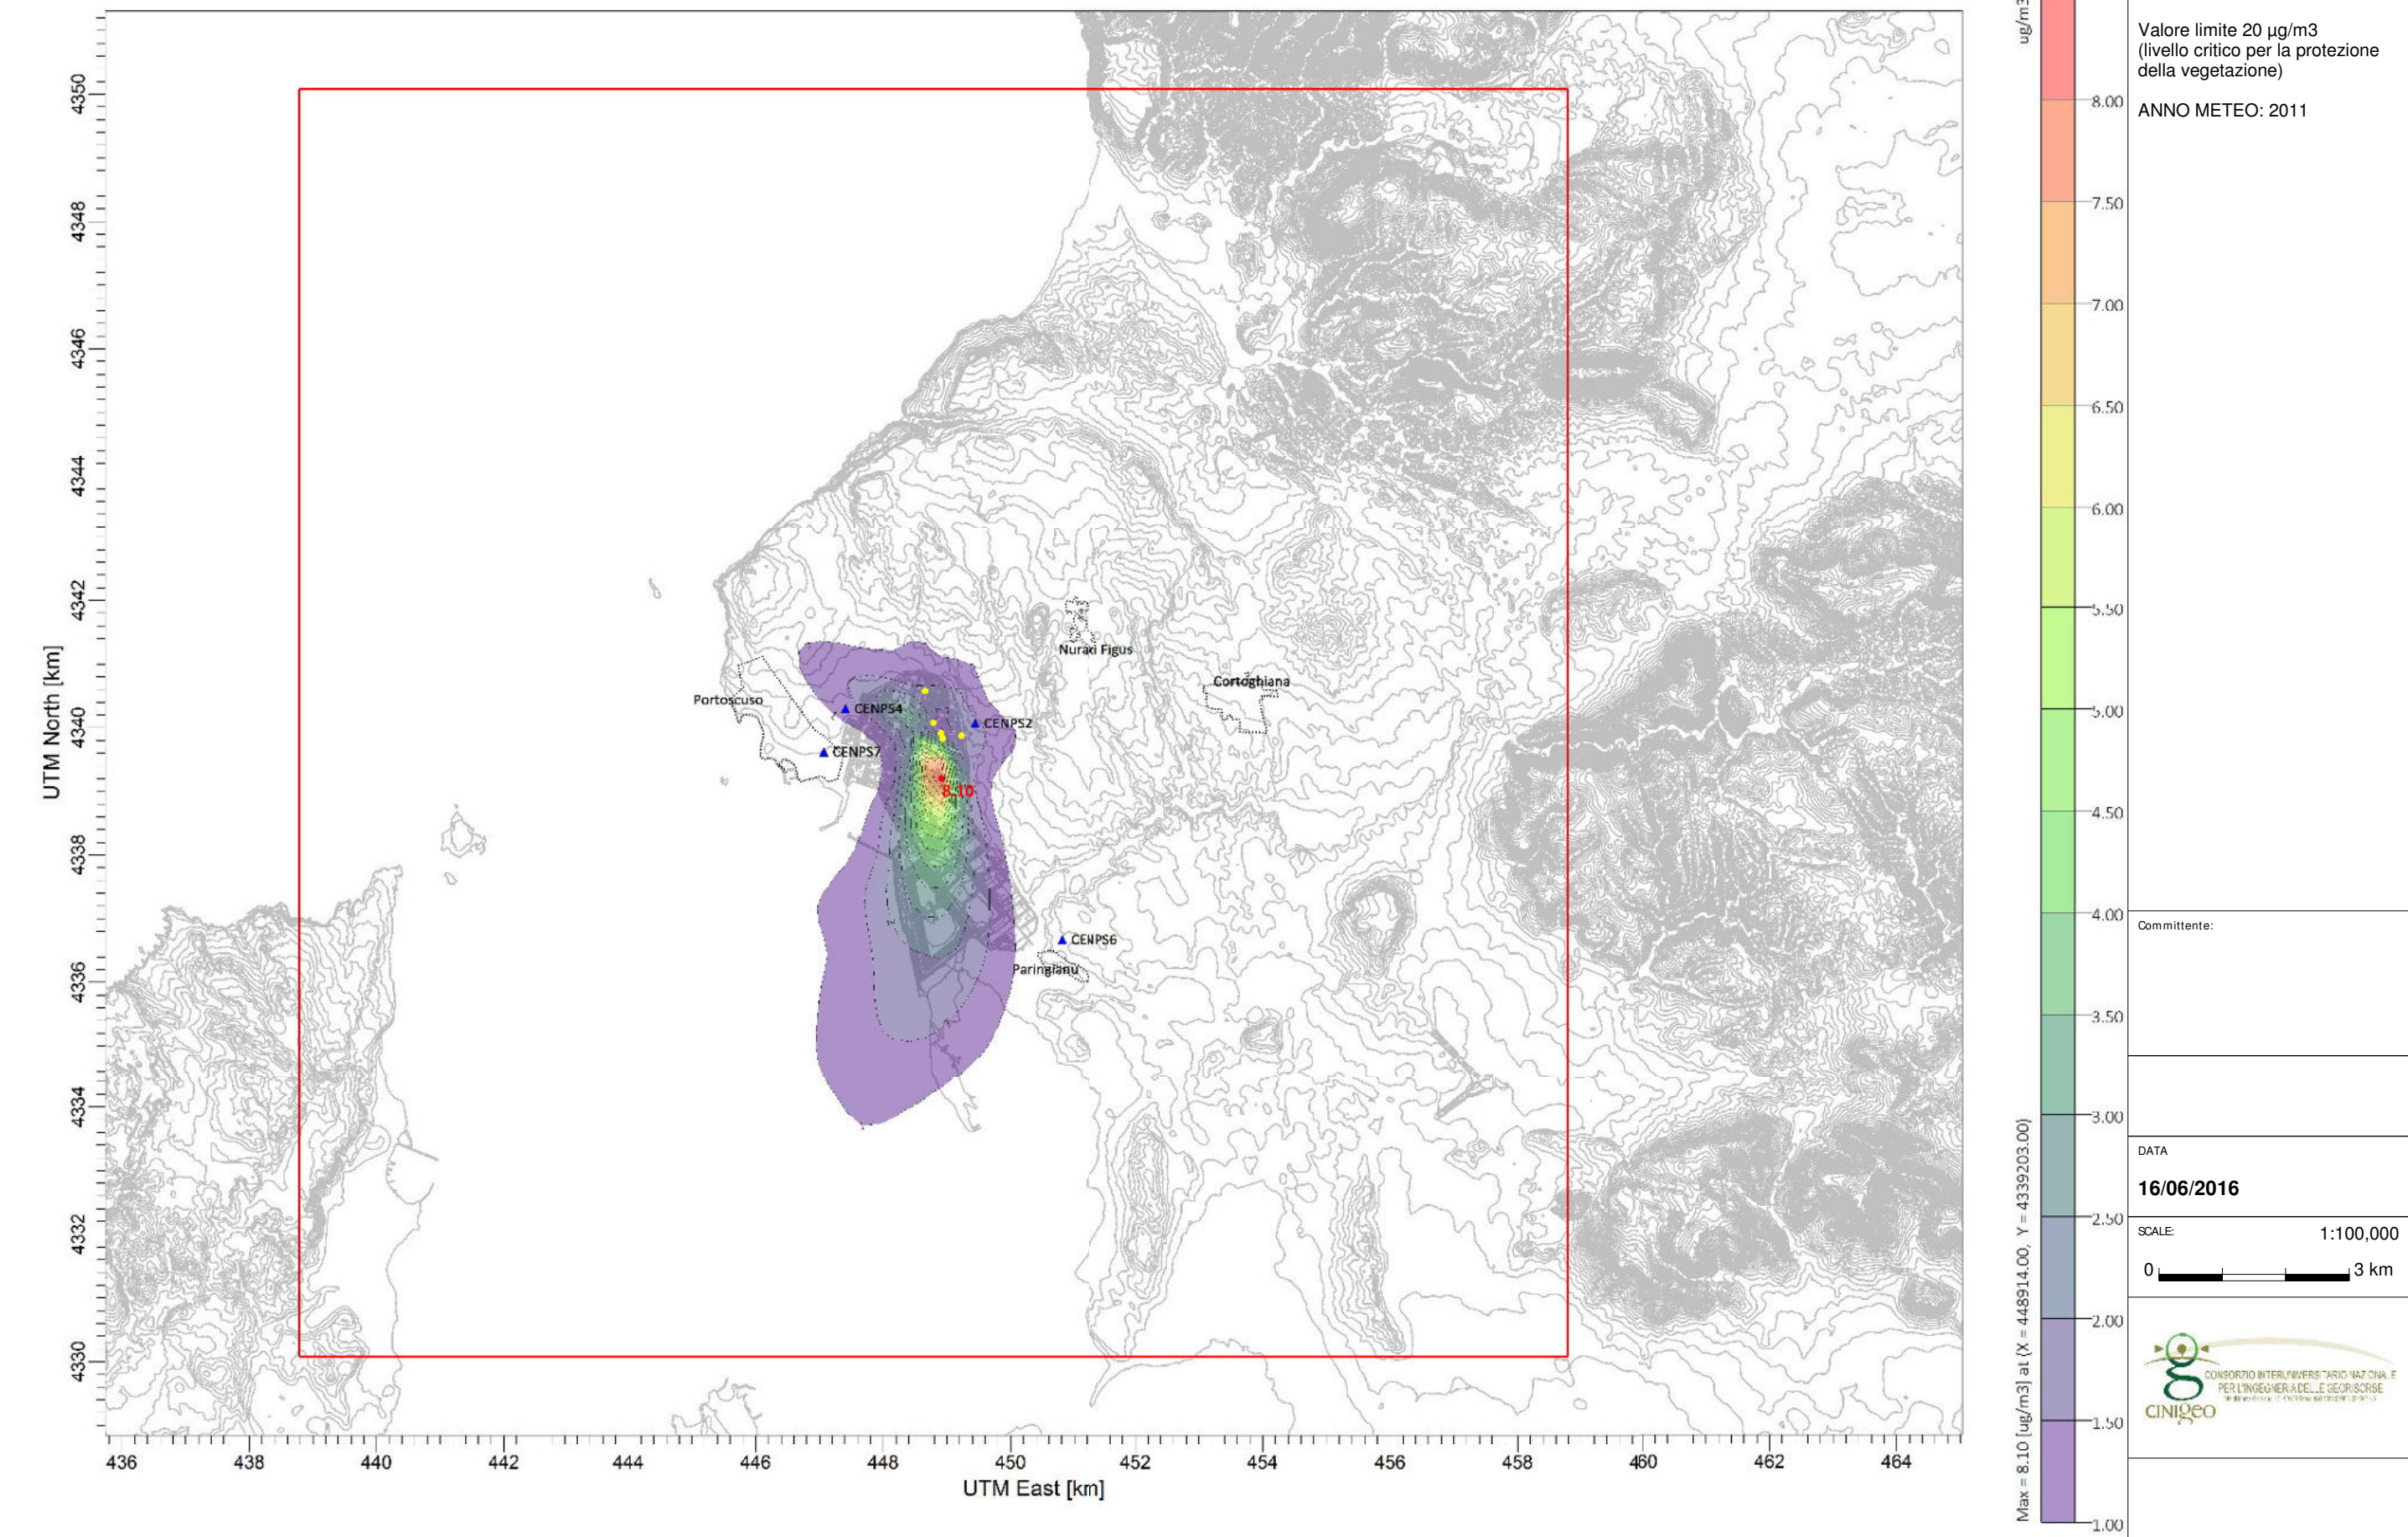 Valore limite 20 µg/m3
(livello critico per la protezione
della vegetazione)
ANNO METEO: 2011
ug/m3
8.00
7.50
7.00
6.50
6.00
5.50
5.00
4.50
4.00
3.50
3.00
2.50
2.00
1.50
1.00
Max = 8.10 [ug/m3] at (X = 448914.00, Y = 4339203.00)
UTM North [km]
4350
4348
4346
4344
4342
4340
4338
4336
4334
4332
4330
Nuraxi Figus
Cortoghiana
Portoscuso
CENPS4
CENPS2
CENPS7
8.10
CENPS6
Paringianu
436
438
440
442
444
446
448
450
452
454
456
458
460
462
464
UTM East [km]
Committente:
DATA
16/06/2016
SCALE: 1:100,000
0 3 km
CONSORZIO INTERUNIVERSITARIO NAZIONALE
PER L'INGEGNERIA DELLE GEORISORSE
CINIgeo